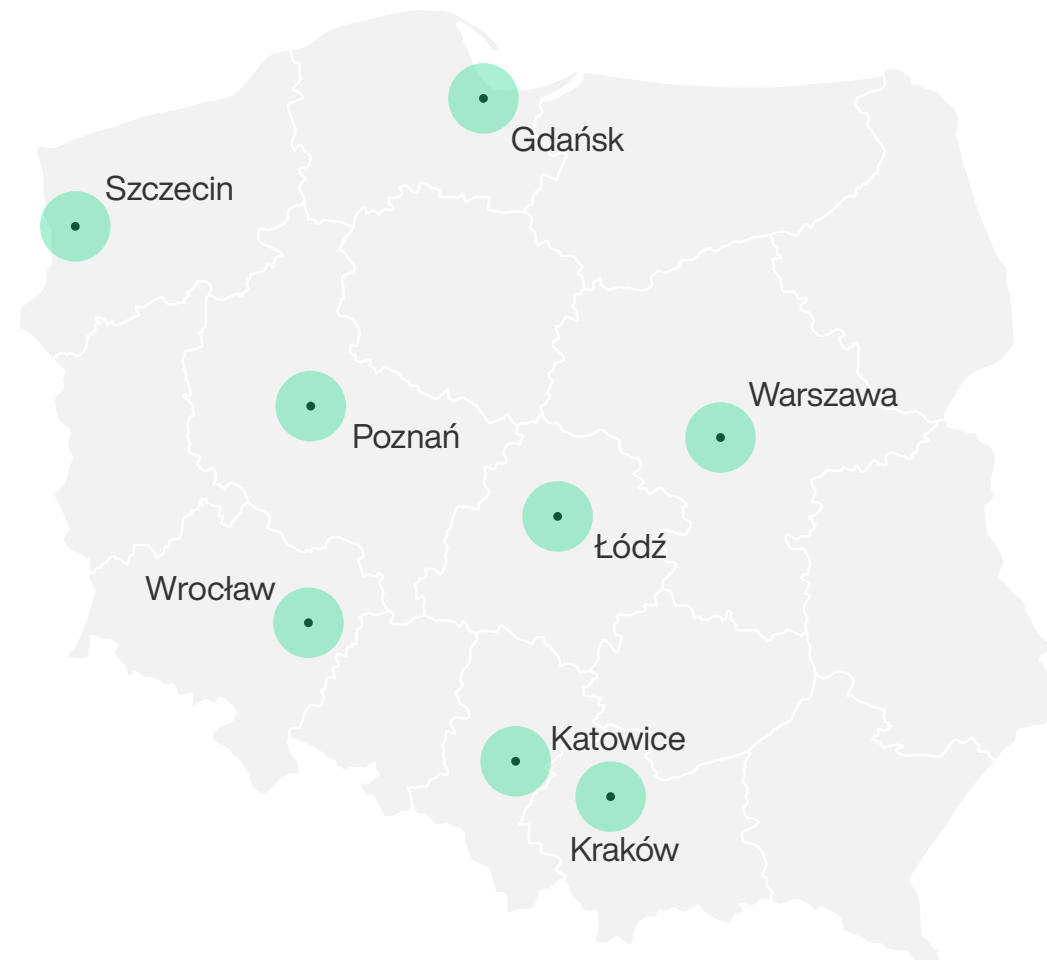 Gdańsk
Szczecin
Warszawa
Poznań
Łódź
Wrocław
Katowice
Kraków